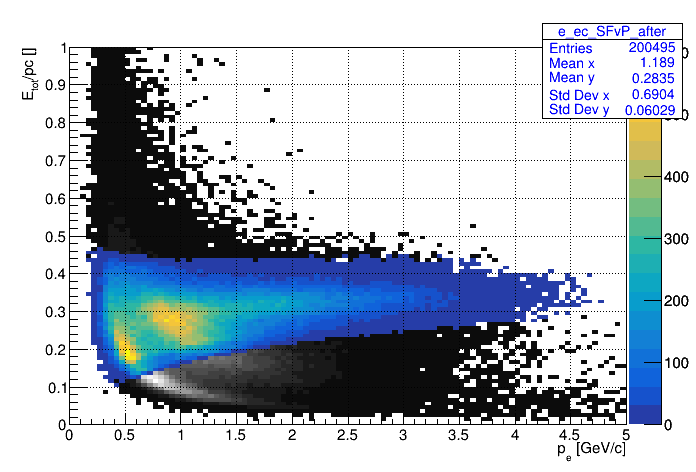 e_ec_SFvP_after
Entries 200495
Mean x 1.189
Mean y 0.2835
Std Dev x 0.6904
Std Dev y 0.06029
E_tot/pc []
1
0.9
0.8
0.7
0.6
0.5
0.4
0.3
0.2
0.1
0
0 0.5 1 1.5 2 2.5 3 3.5 4 4.5 5
p_e [GeV/c]
400
300
200
100
0